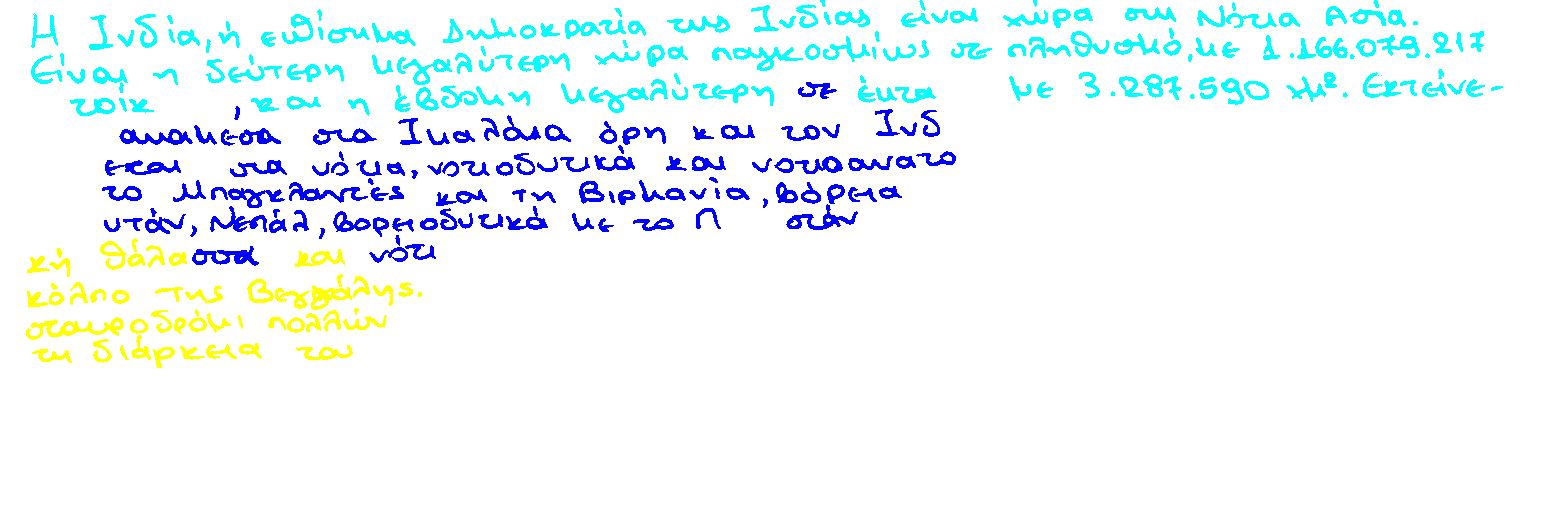 Η Ινδία, ή επίσημα Δημοκρατία της Ινδίας είναι χώρα στη Νότια Ασία.
Είναι η δεύτερη μεγαλύτερη χώρα παγκοσμίως σε πληθυσμό, με 1.166.079.217
τοίκ , και η έβδομη μεγαλύτερη σε έκτα με 3.287.590 χμ². Εκτείνε-
αναμεσα στα Ιμαλάια όρη και τον Ινδ
εται στα νότια, νοτιοδυτικά και νοτιοανατο
το Μπαγκλαντές και τη Βιρμανία, βόρεια
υτάν, Νεπάλ, βορειοδυτικά με το Π στάν
κή θάλασσα και νότι
κόλπο της Βεγγάλης.
σταυροδρόμι πολλών
τη διάρκεια του